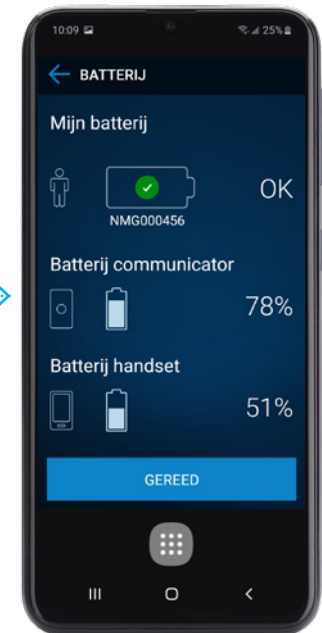 10:09 25%
BATTERIJ
Mijn batterij
OK
NMG000456
Batterij communicator
78%
Batterij handset
51%
GEREED